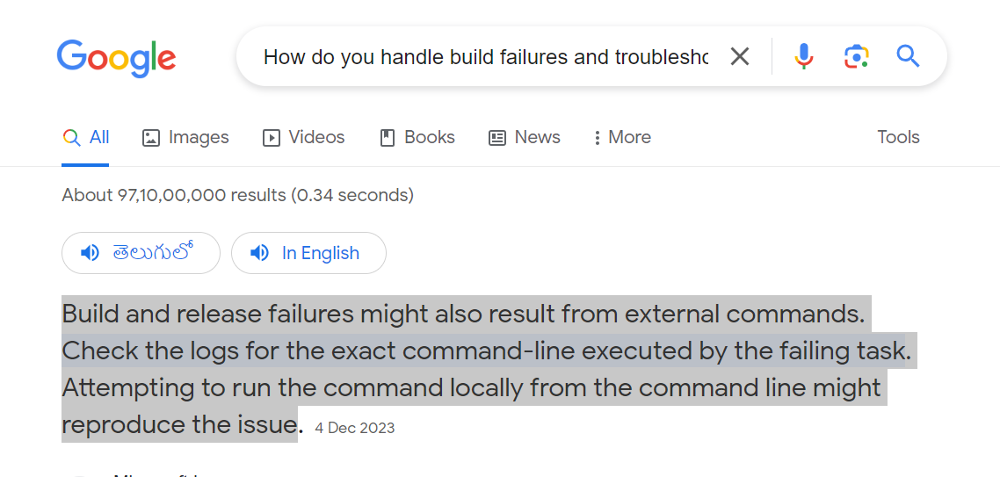 Google
How do you handle build failures and troublesho
All Images Videos Books News More Tools
About 97,10,00,000 results (0.34 seconds)
తెలుగులో In English
Build and release failures might also result from external commands.
Check the logs for the exact command-line executed by the failing task.
Attempting to run the command locally from the command line might
reproduce the issue. 4 Dec 2023